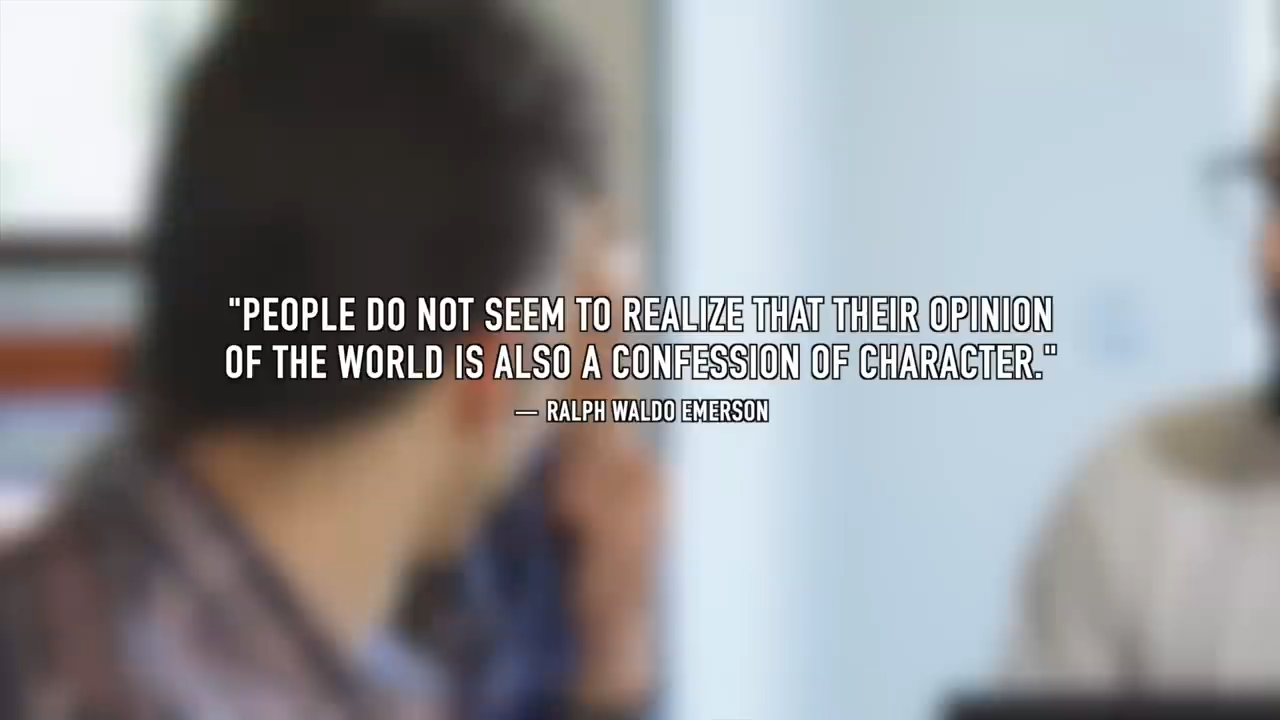 "PEOPLE DO NOT SEEM TO REALIZE THAT THEIR OPINION
OF THE WORLD IS ALSO A CONFESSION OF CHARACTER."
— RALPH WALDO EMERSON